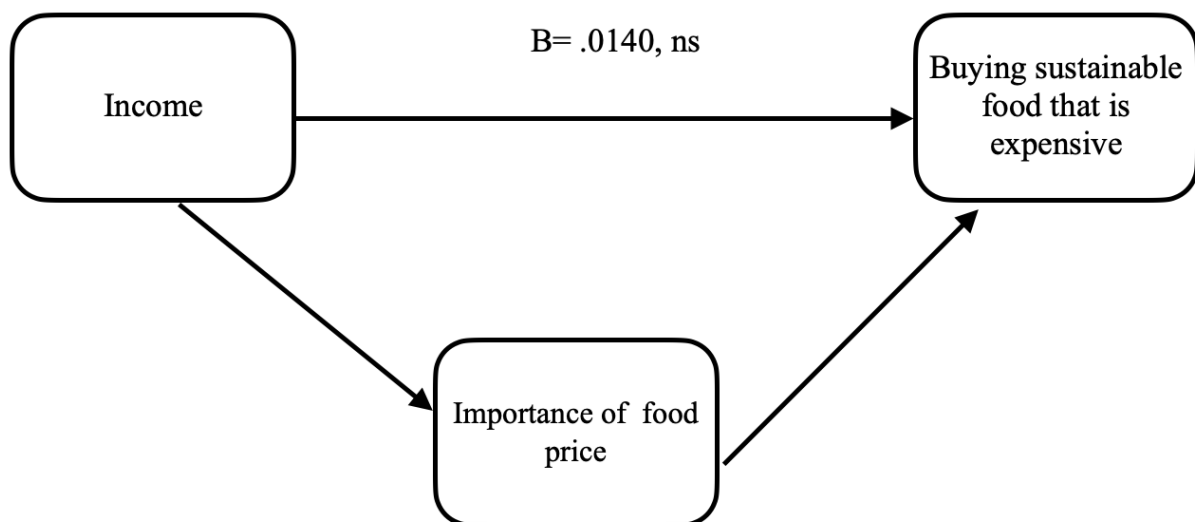 B= .0140, ns
Income
Buying sustainable
food that is
expensive
Importance of  food
price